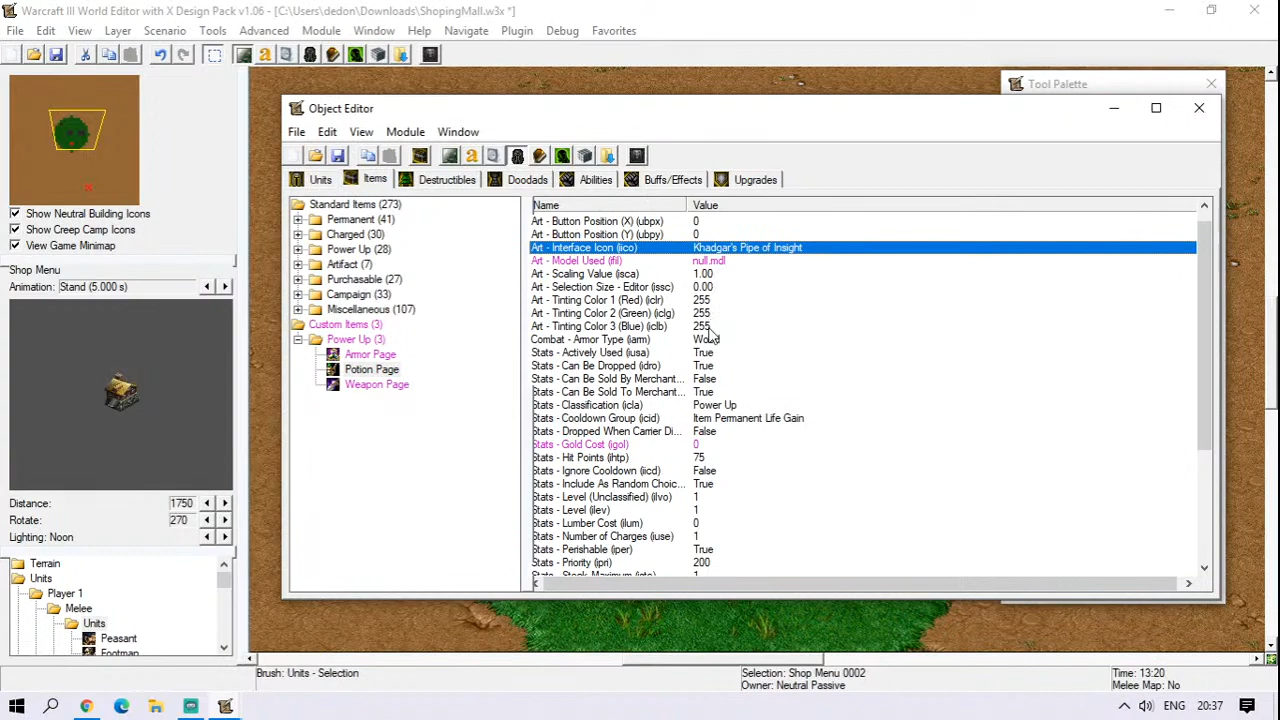 Warcraft III World Editor with X Design Pack v1.06 - [C:\Users\dedon\Downloads\ShopingMall.w3x *]
File Edit View Layer Scenario Tools Advanced Module Window Help Navigate Plugin Debug Favorites
Show Neutral Building Icons
Show Creep Camp Icons
View Game Minimap
Shop Menu
Animation: Stand (5.000 s)
Distance: 1750
Rotate: 270
Lighting: Noon
Terrain
Units
Player 1
Melee
Units
Peasant
Footman
Tool Palette
Object Editor
File Edit View Module Window
Units Items Destructibles Doodads Abilities Buffs/Effects Upgrades
Standard Items (273)
Permanent (41)
Charged (30)
Power Up (28)
Artifact (7)
Purchasable (27)
Campaign (33)
Miscellaneous (107)
Custom Items (3)
Power Up (3)
Armor Page
Potion Page
Weapon Page
Name Value
Art - Button Position (X) (ubpx) 0
Art - Button Position (Y) (ubpy) 0
Art - Interface Icon (iico) Khadgar's Pipe of Insight
Art - Model Used (ifil) null.mdl
Art - Scaling Value (isca) 1.00
Art - Selection Size - Editor (issc) 0.00
Art - Tinting Color 1 (Red) (iclr) 255
Art - Tinting Color 2 (Green) (iclg) 255
Art - Tinting Color 3 (Blue) (iclb) 255
Combat - Armor Type (iarm) Wood
Stats - Actively Used (iusa) True
Stats - Can Be Dropped (idro) True
Stats - Can Be Sold By Merchant... False
Stats - Can Be Sold To Merchant... True
Stats - Classification (icla) Power Up
Stats - Cooldown Group (icid) Item Permanent Life Gain
Stats - Dropped When Carrier Di... False
Stats - Gold Cost (igol) 0
Stats - Hit Points (ihtp) 75
Stats - Ignore Cooldown (iicd) False
Stats - Include As Random Choic... True
Stats - Level (Unclassified) (ilvo) 1
Stats - Level (ilev) 1
Stats - Lumber Cost (ilum) 0
Stats - Number of Charges (iuse) 1
Stats - Perishable (iper) True
Stats - Priority (ipri) 200
Stats - Stock Maximum (isto) 1
Brush: Units - Selection
Selection: Shop Menu 0002
Owner: Neutral Passive
Time: 13:20
Melee Map: No
ENG 20:37